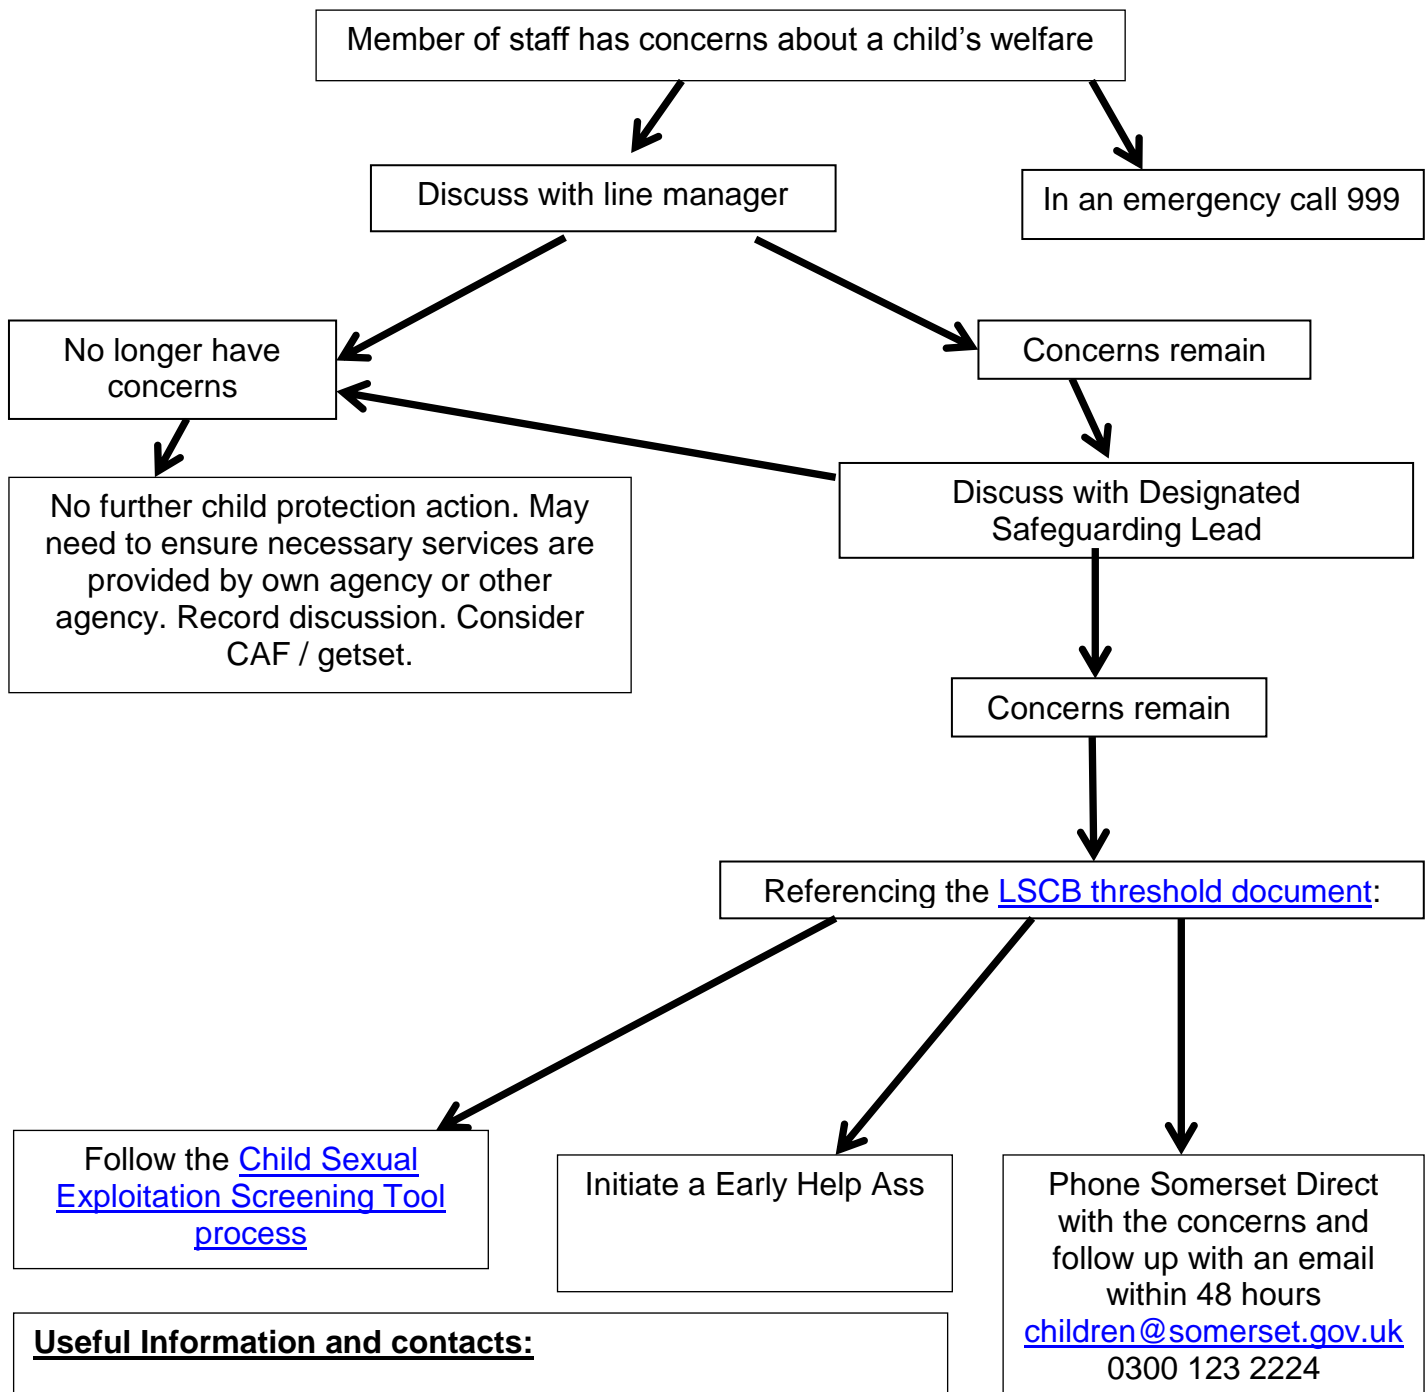 Member of staff has concerns about a child’s welfare
Discuss with line manager
In an emergency call 999
No longer have
concerns
Concerns remain
No further child protection action. May
need to ensure necessary services are
provided by own agency or other
agency. Record discussion. Consider
CAF / getset.
Discuss with Designated
Safeguarding Lead
Concerns remain
Referencing the LSCB threshold document:
Follow the Child Sexual
Exploitation Screening Tool
process
Initiate a Early Help Ass
Phone Somerset Direct
with the concerns and
follow up with an email
within 48 hours
children@somerset.gov.uk
0300 123 2224
Useful Information and contacts: